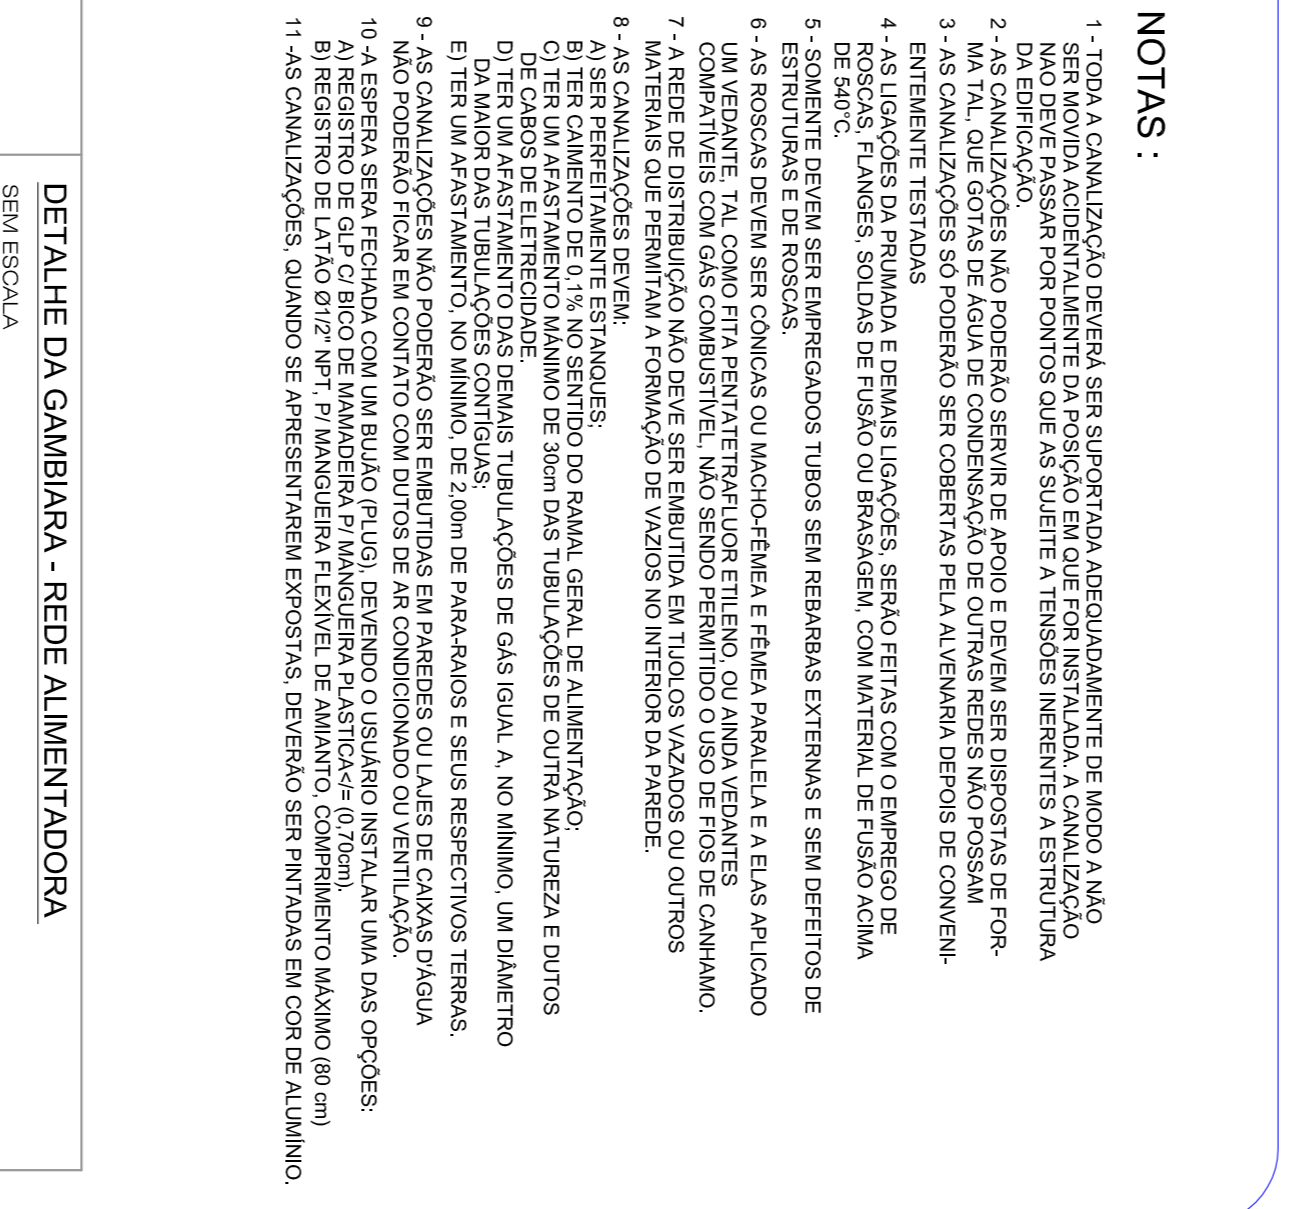 NOTAS :
1 - TODA A CANALIZAÇÃO DEVERÁ SER SUPORTADA ADEQUADAMENTE DE MODO A NÃO
SER MOVIDA ACIDENTALMENTE DA POSIÇÃO EM QUE FOR INSTALADA. A CANALIZAÇÃO
NAO DEVE PASSAR POR PONTOS QUE AS SUJEITE A TENSÕES INERENTES A ESTRUTURA
DA EDIFICAÇÃO.
2 - AS CANALIZAÇÕES NÃO PODERÃO SERVIR DE APOIO E DEVEM SER DISPOSTAS DE FOR-
MA TAL, QUE GOTAS DE ÁGUA DE CONDENSAÇÃO DE OUTRAS REDES NÃO POSSAM
3 - AS CANALIZAÇÕES SÓ PODERÃO SER COBERTAS PELA ALVENARIA DEPOIS DE CONVENI-
ENTEMENTE TESTADAS
4 - AS LIGAÇÕES DA PRUMADA E DEMAIS LIGAÇÕES, SERÃO FEITAS COM O EMPREGO DE
ROSCAS, FLANGES, SOLDAS DE FUSÃO OU BRASAGEM, COM MATERIAL DE FUSÃO ACIMA
DE 540°C.
5 - SOMENTE DEVEM SER EMPREGADOS TUBOS SEM REBARBAS EXTERNAS E SEM DEFEITOS DE
ESTRUTURAS E DE ROSCAS.
6 - AS ROSCAS DEVEM SER CÔNICAS OU MACHO-FÊMEA E FÊMEA PARALELA E A ELAS APLICADO
UM VEDANTE, TAL COMO FITA PENTATETRAFLUOR ETILENO, OU AINDA VEDANTES
COMPATÍVEIS COM GÁS COMBUSTÍVEL, NÃO SENDO PERMITIDO O USO DE FIOS DE CANHAMO.
7 - A REDE DE DISTRIBUIÇÃO NÃO DEVE SER EMBUTIDA EM TIJOLOS VAZADOS OU OUTROS
MATERIAIS QUE PERMITAM A FORMAÇÃO DE VAZIOS NO INTERIOR DA PAREDE.
8 - AS CANALIZAÇÕES DEVEM:
A) SER PERFEITAMENTE ESTANQUES;
B) TER CAIMENTO DE 0,1% NO SENTIDO DO RAMAL GERAL DE ALIMENTAÇÃO;
C) TER UM AFASTAMENTO MÁNIMO DE 30cm DAS TUBULAÇÕES DE OUTRA NATUREZA E DUTOS
DE CABOS DE ELETRECIDADE.
D) TER UM AFASTAMENTO DAS DEMAIS TUBULAÇÕES DE GÁS IGUAL A, NO MÍNIMO, UM DIÂMETRO
DA MAIOR DAS TUBULAÇÕES CONTÍGUAS;
E) TER UM AFASTAMENTO, NO MÍNIMO, DE 2,00m DE PARA-RAIOS E SEUS RESPECTIVOS TERRAS.
9 - AS CANALIZAÇÕES NÃO PODERÃO SER EMBUTIDAS EM PAREDES OU LAJES DE CAIXAS D'ÁGUA
NÃO PODERÃO FICAR EM CONTATO COM DUTOS DE AR CONDICIONADO OU VENTILAÇÃO.
10 -A ESPERA SERA FECHADA COM UM BUJÃO (PLUG), DEVENDO O USUÁRIO INSTALAR UMA DAS OPÇÕES:
A) REGISTRO DE GLP C/ BICO DE MAMADEIRA P/ MANGUEIRA PLASTICA</= (0,70cm).
B) REGISTRO DE LATÃO Ø1/2" NPT, P/ MANGUEIRA FLEXÍVEL DE AMIANTO, COMPRIMENTO MÁXIMO (80 cm)
11 -AS CANALIZAÇÕES, QUANDO SE APRESENTAREM EXPOSTAS, DEVERÃO SER PINTADAS EM COR DE ALUMÍNIO.
DETALHE DA GAMBIARA - REDE ALIMENTADORA
SEM ESCALA